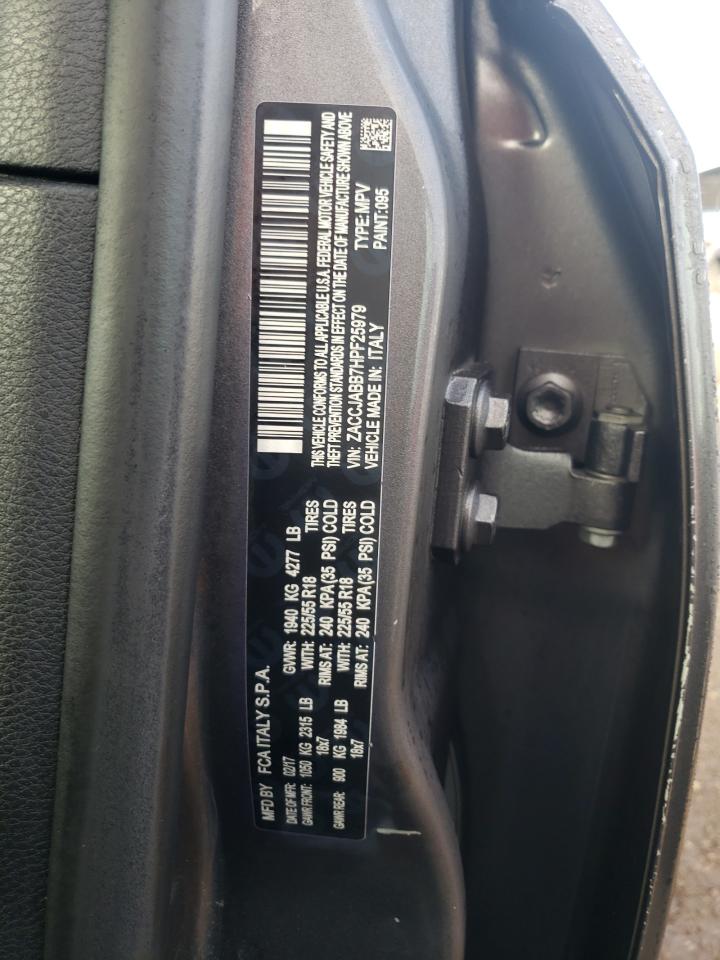 MFD BY FCA ITALY S.P.A.
DATE OF MFR: 02/17 GVWR: 1940 KG 4277 LB
GAWR FRONT: 1050 KG 2315 LB WITH: 225/55 R18 TIRES
18x7 RIMS AT: 240 KPA(35 PSI) COLD
GAWR REAR: 900 KG 1984 LB WITH: 225/55 R18 TIRES
18x7 RIMS AT: 240 KPA(35 PSI) COLD
THIS VEHICLE CONFORMS TO ALL APPLICABLE U.S.A. FEDERAL MOTOR VEHICLE SAFETY AND
THEFT PREVENTION STANDARDS IN EFFECT ON THE DATE OF MANUFACTURE SHOWN ABOVE
VIN: ZACCJABB7HPF25979 TYPE: MPV
VEHICLE MADE IN: ITALY PAINT: 095